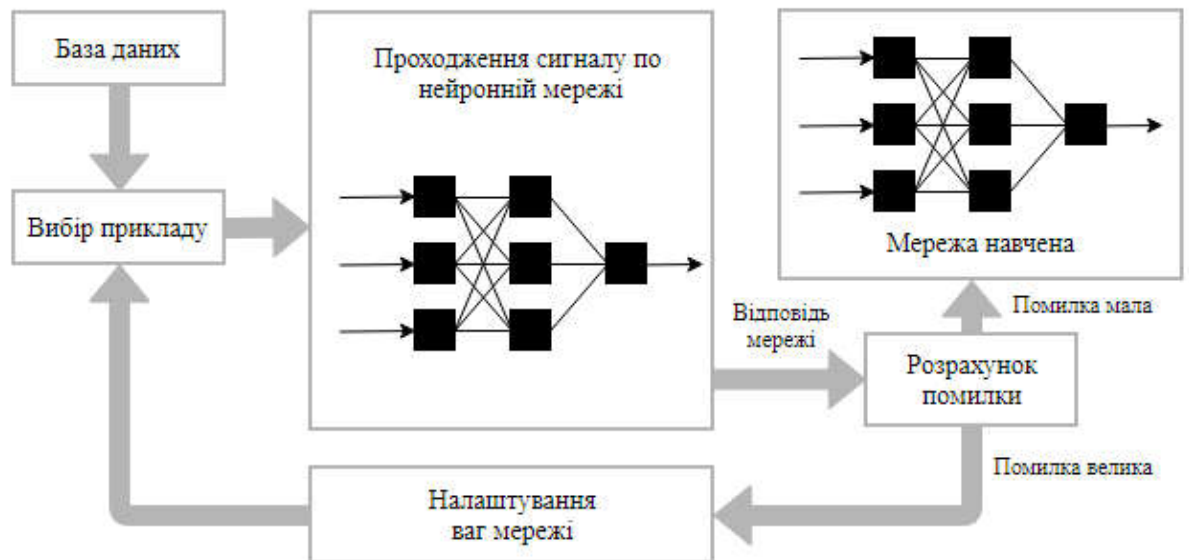 База даних
Вибір прикладу
Проходження сигналу по
нейронній мережі
Мережа навчена
Відповідь
мережі
Помилка мала
Розрахунок
помилки
Помилка велика
Налаштування
ваг мережі